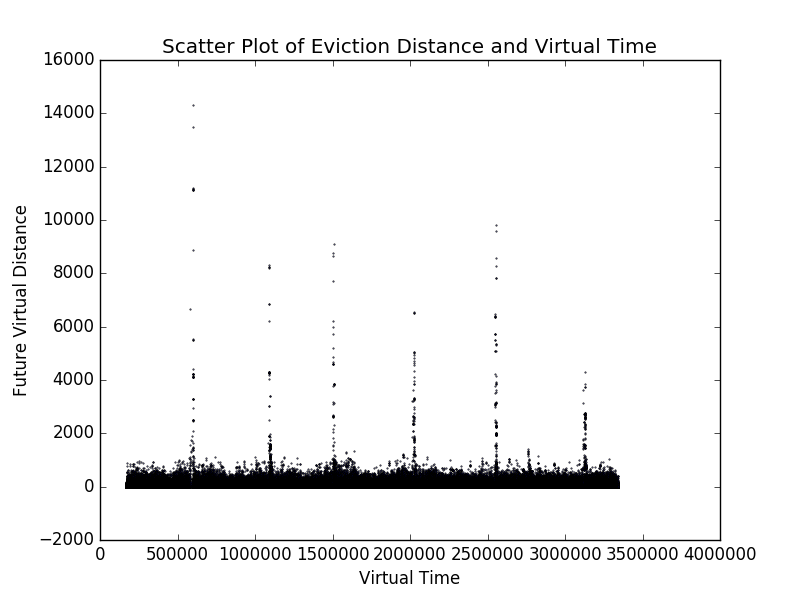 Scatter Plot of Eviction Distance and Virtual Time
16000
14000
12000
10000
8000
6000
4000
2000
0
−2000
Future Virtual Distance
0 500000 1000000 1500000 2000000 2500000 3000000 3500000 4000000
Virtual Time